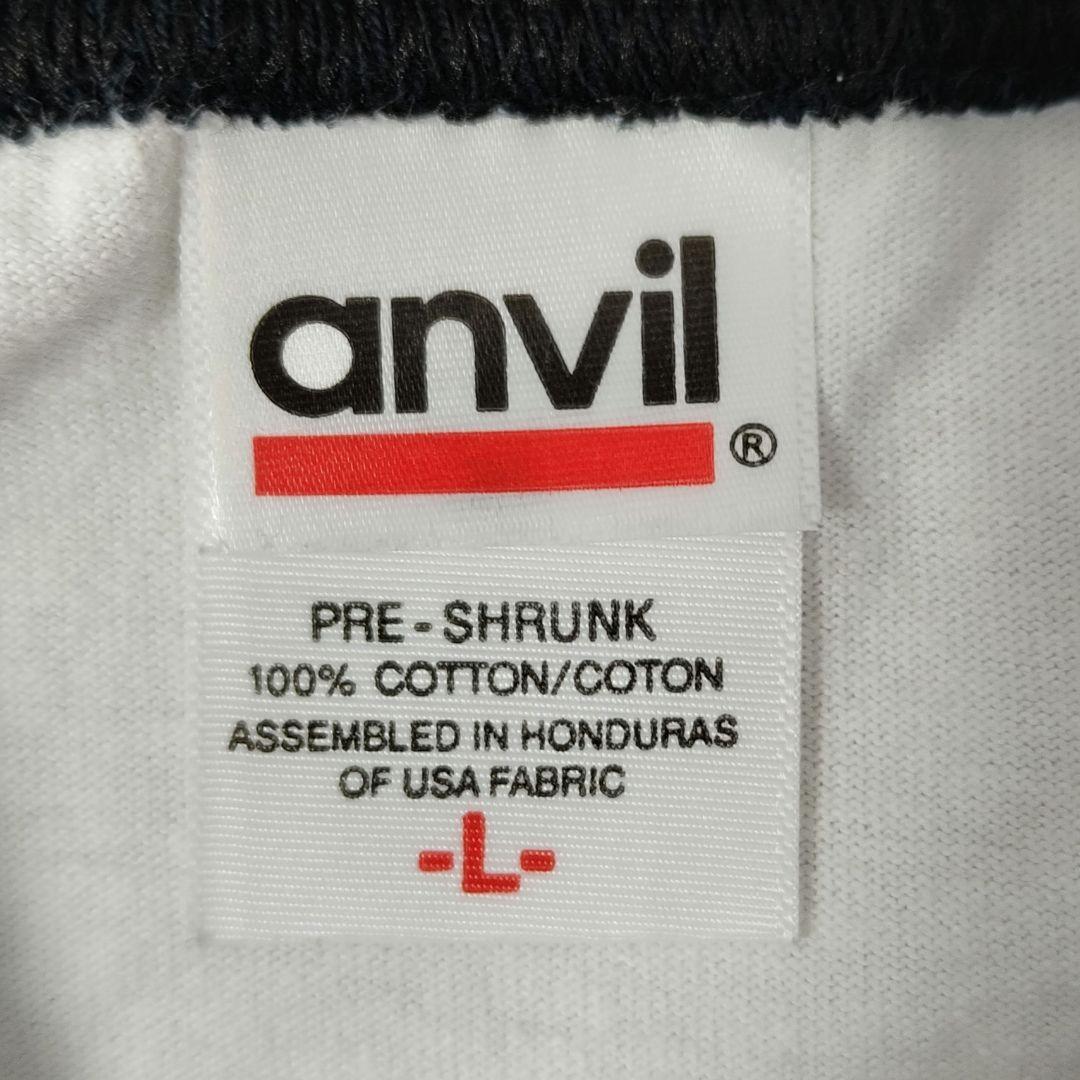 anvil
®
PRE-SHRUNK
100% COTTON/COTON
ASSEMBLED IN HONDURAS
OF USA FABRIC
-L-